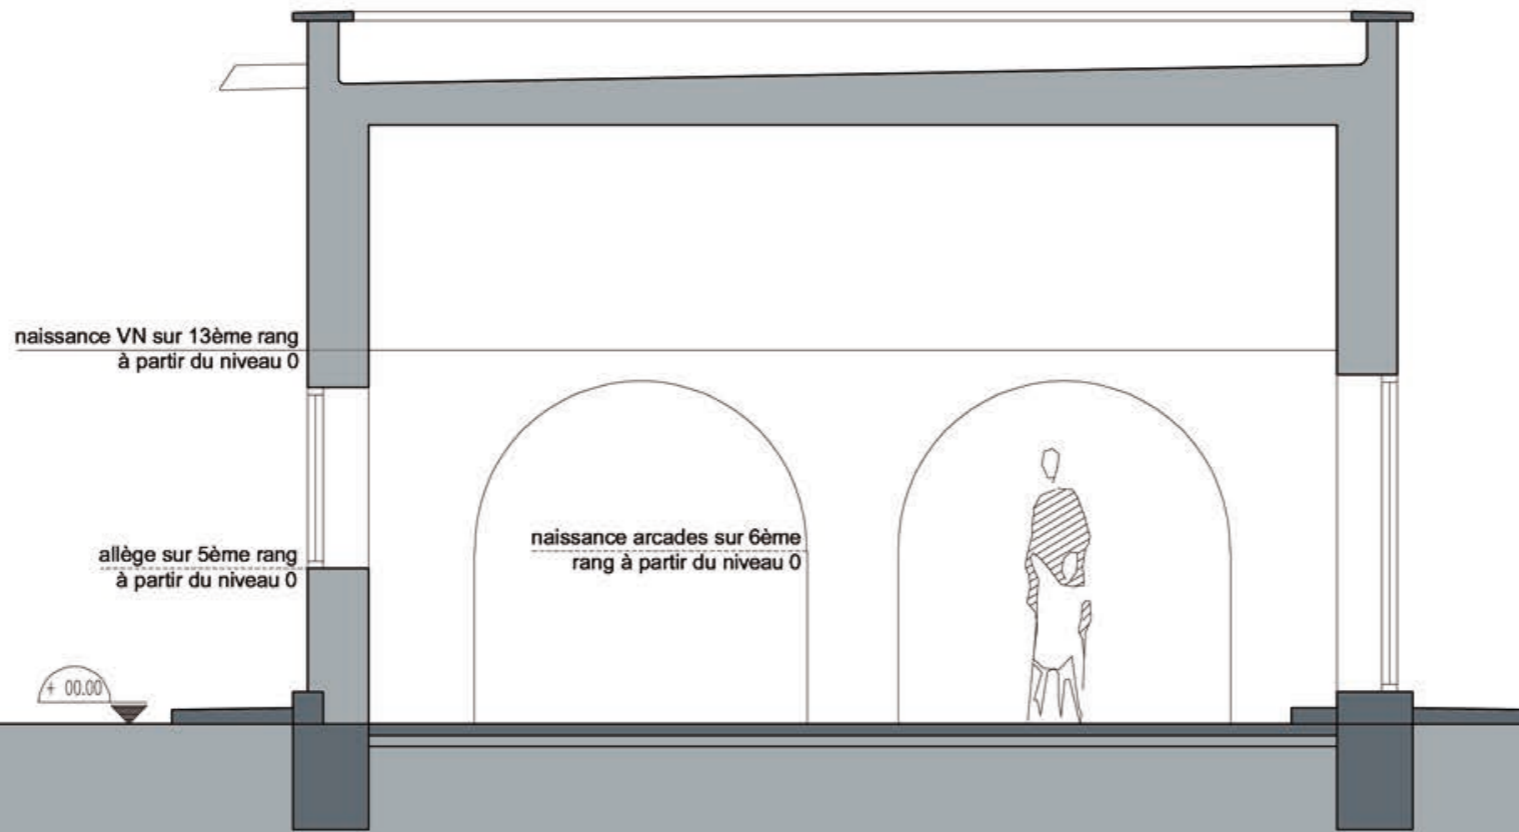 naissance VN sur 13ème rang
à partir du niveau 0
naissance arcades sur 6ème
rang à partir du niveau 0
allège sur 5ème rang
à partir du niveau 0
+ 00.00